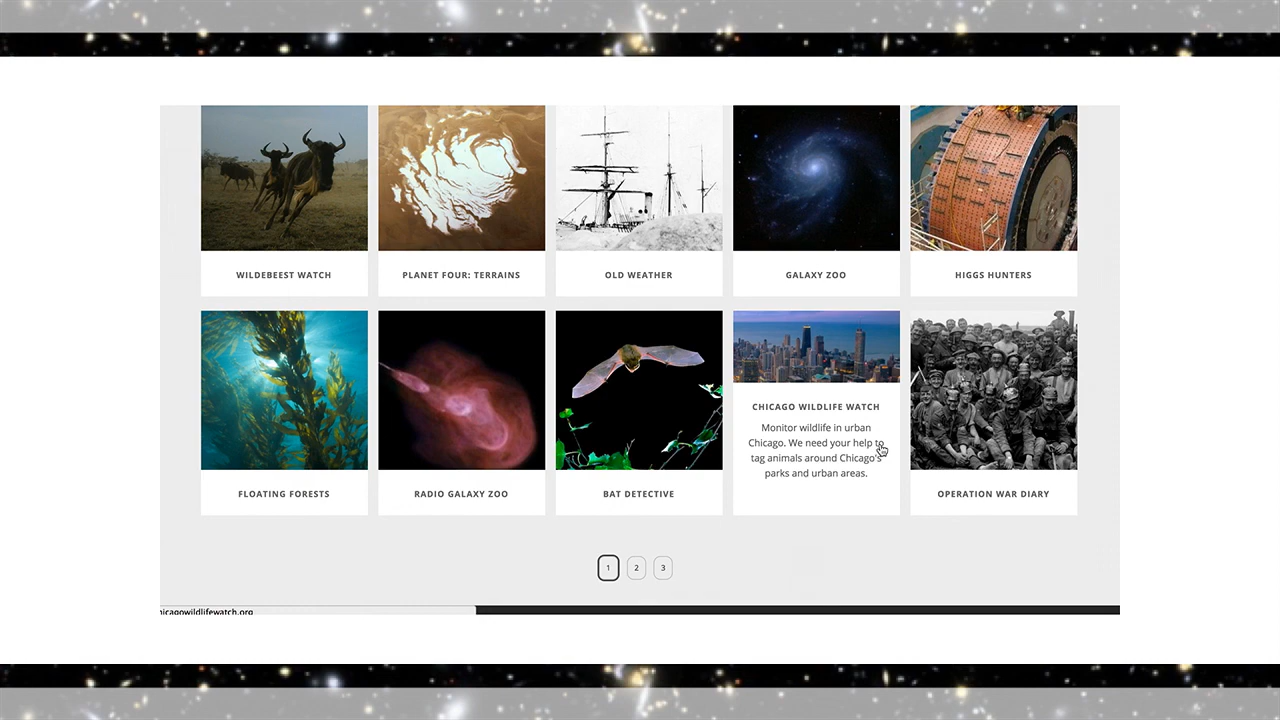 WILDEBEEST WATCH
PLANET FOUR: TERRAINS
OLD WEATHER
GALAXY ZOO
HIGGS HUNTERS
FLOATING FORESTS
RADIO GALAXY ZOO
BAT DETECTIVE
CHICAGO WILDLIFE WATCH
Monitor wildlife in urban
Chicago. We need your help to
tag animals around Chicago's
parks and urban areas.
OPERATION WAR DIARY
1
2
3
hicagowildlifewatch.org